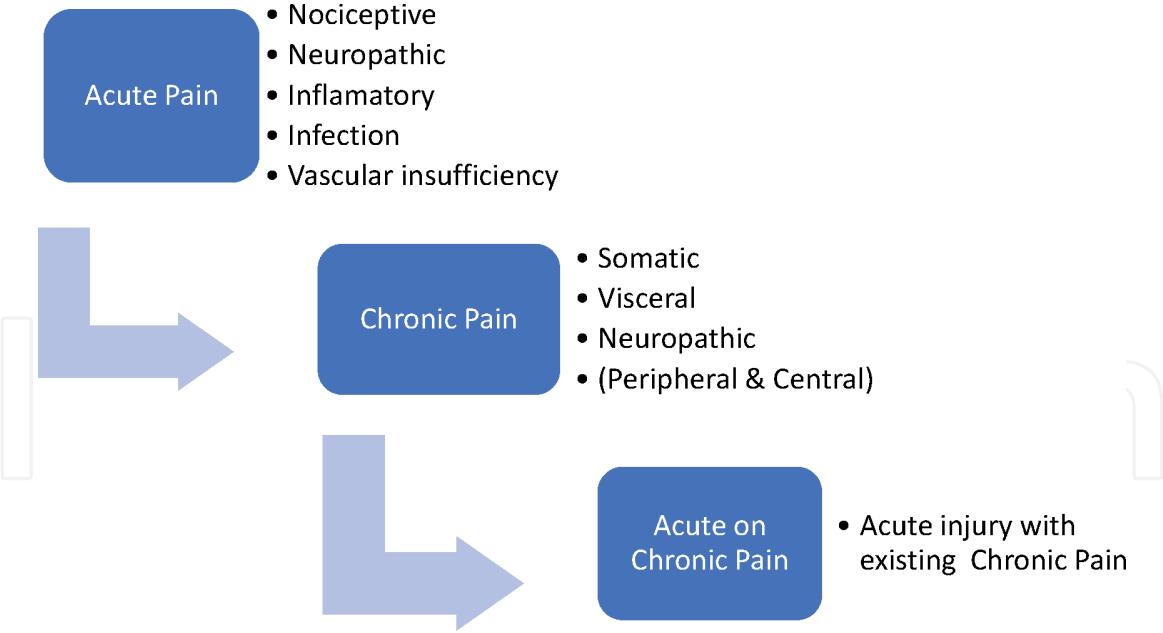 Acute Pain
• Nociceptive
• Neuropathic
• Inflamatory
• Infection
• Vascular insufficiency
Chronic Pain
• Somatic
• Visceral
• Neuropathic
• (Peripheral & Central)
Acute on
Chronic Pain
• Acute injury with
existing Chronic Pain